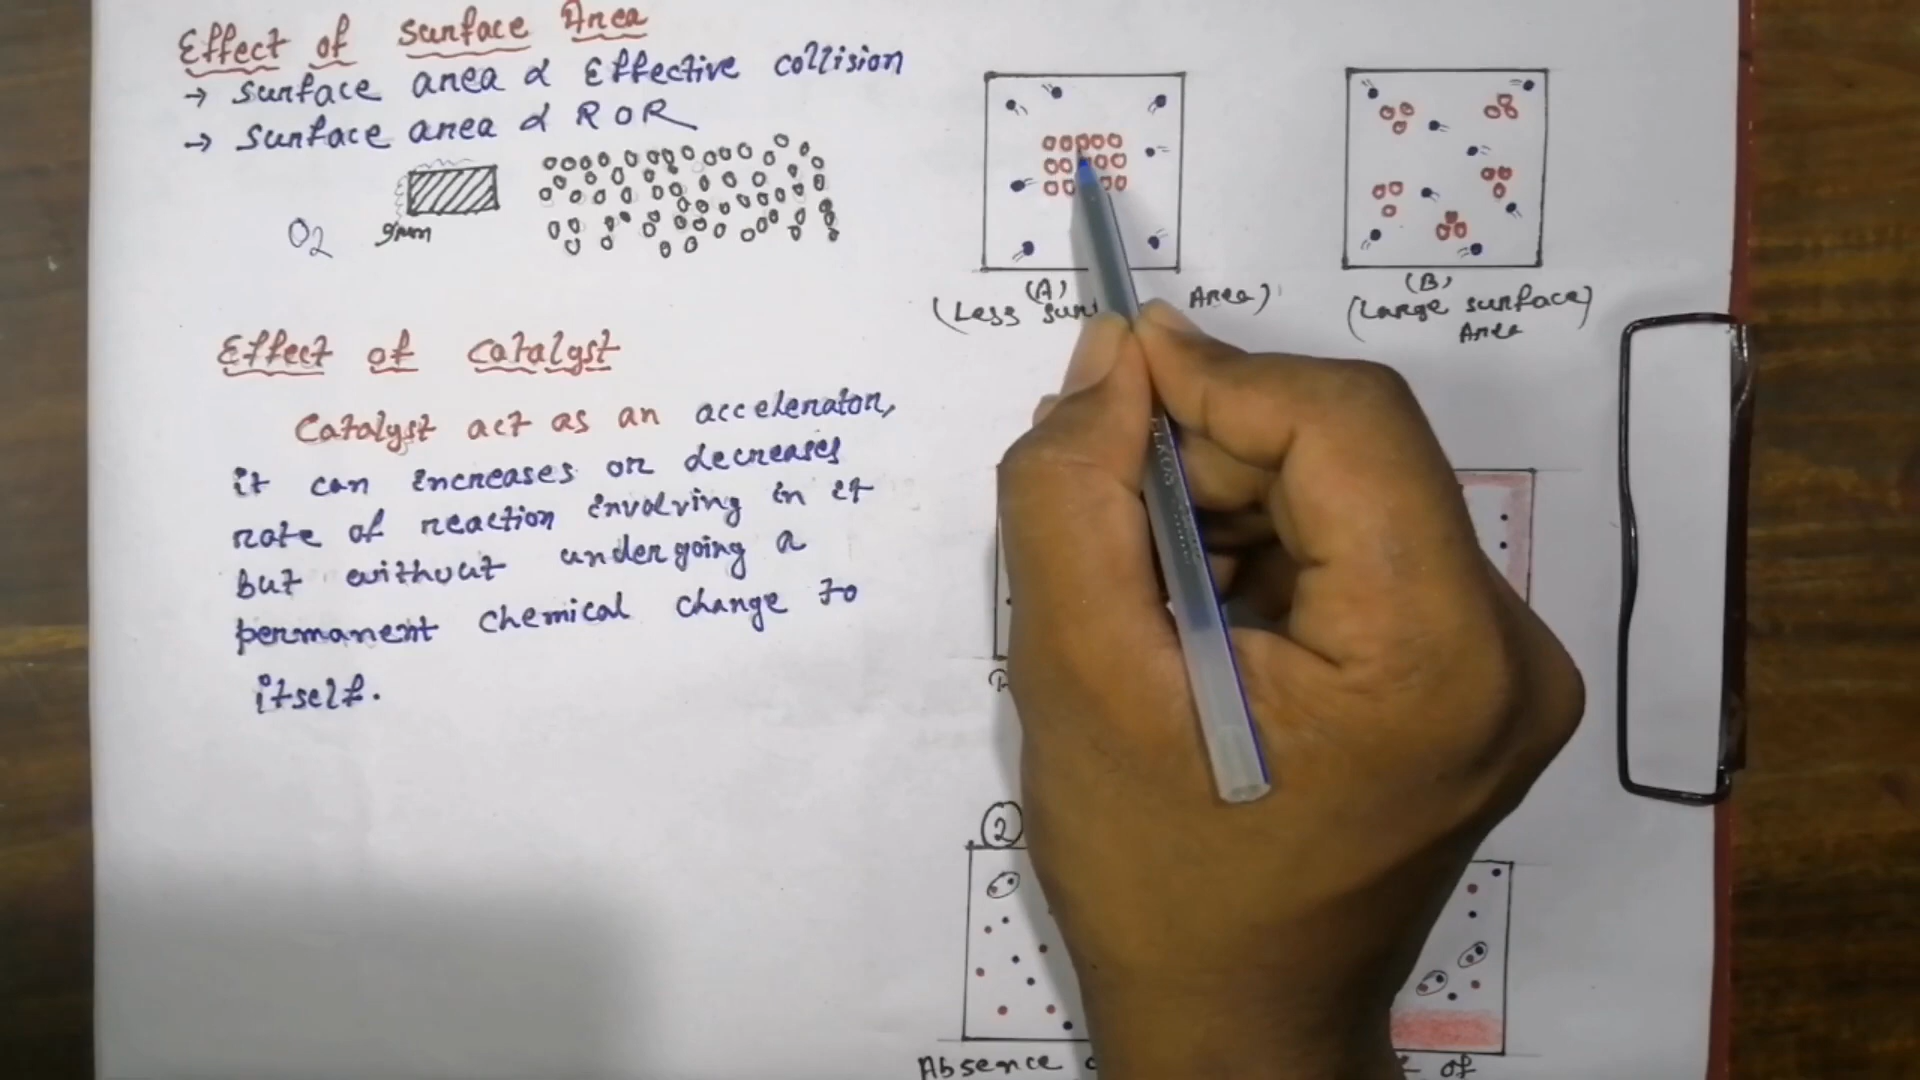 Effect of Surface Area
→ Surface area α Effective collision
→ Surface area α ROR
O2
(A)
(Less Area)
(B)
(Large surface)
Area
Effect of Catalyst
Catalyst act as an accelerator,
it can increases or decreases
rate of reaction involving in it
but without undergoing a
permanent chemical change to
itself.
2
Absence
of